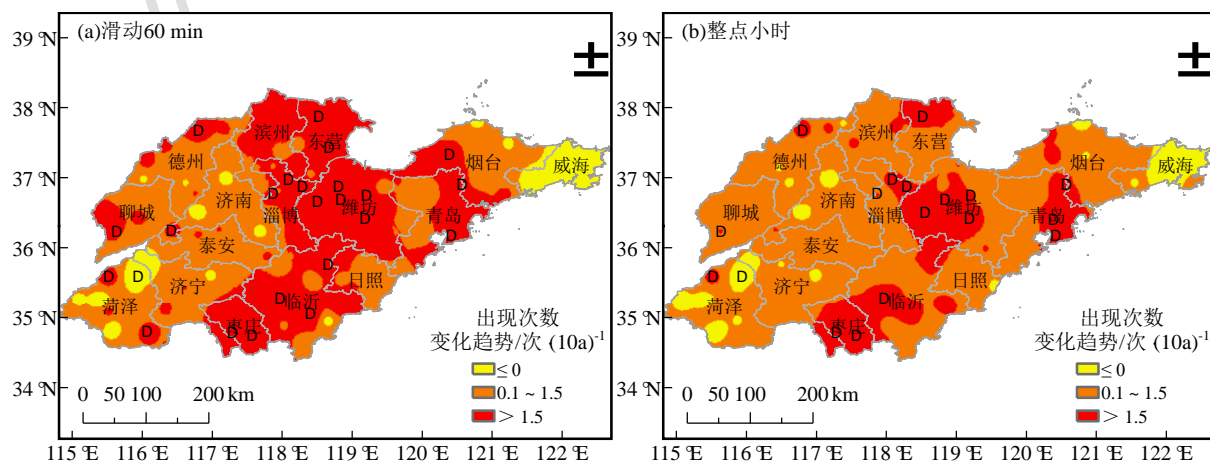 (a)滑动60 min
39 °N
38 °N
37 °N
36 °N
35 °N
34 °N
滨州
东营
德州
烟台
威海
济南
聊城
淄博
潍坊
青岛
泰安
日照
济宁
临沂
菏泽
枣庄
D D D D D D D D D D D D D D D D D D D D D D D D D D
出现次数
变化趋势/次 (10a)⁻¹
≤ 0
0.1 ~ 1.5
> 1.5
0 50 100 200 km
115 °E 116 °E 117 °E 118 °E 119 °E 120 °E 121 °E 122 °E
(b)整点小时
39 °N
38 °N
37 °N
36 °N
35 °N
34 °N
滨州
东营
德州
烟台
威海
济南
聊城
淄博
潍坊
青岛
泰安
日照
济宁
临沂
菏泽
枣庄
D D D D D D D D D D D D D D D D D
出现次数
变化趋势/次 (10a)⁻¹
≤ 0
0.1 ~ 1.5
> 1.5
0 50 100 200 km
115 °E 116 °E 117 °E 118 °E 119 °E 120 °E 121 °E 122 °E